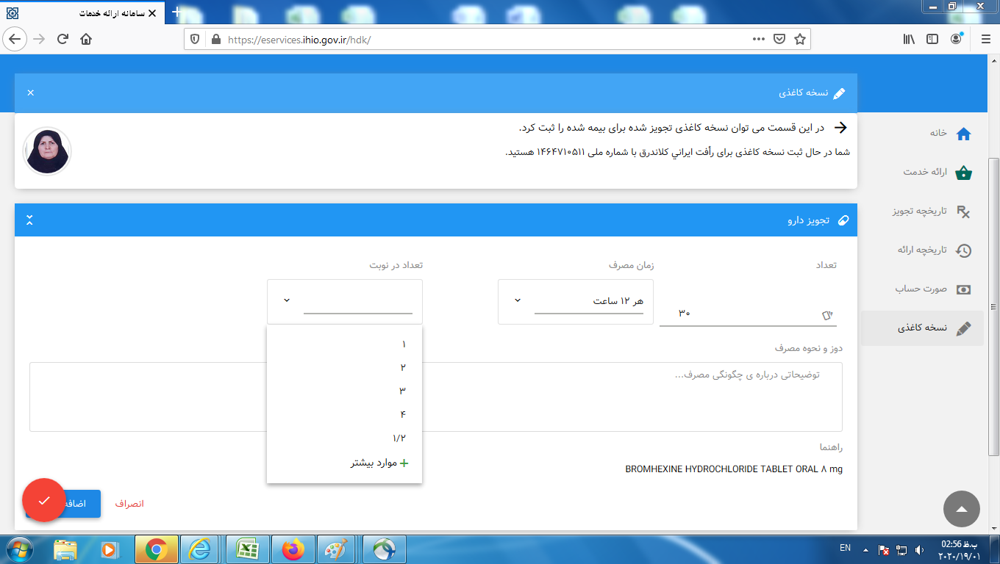 سامانه ارائه خدمات
https://eservices.ihio.gov.ir/hdk/
نسخه کاغذی
در این قسمت می توان نسخه کاغذی تجویز شده برای بیمه شده را ثبت کرد.
شما در حال ثبت نسخه کاغذی برای رأفت ايراني كلاندرق با شماره ملی ۱۴۶۴۷۱۰۵۱۱ هستید.
خانه
ارائه خدمت
تاریخچه تجویز
تاریخچه ارائه
صورت حساب
نسخه کاغذی
تجویز دارو
تعداد
زمان مصرف
تعداد در نوبت
۳۰
هر ۱۲ ساعت
۱
۲
۳
۴
۱/۲
موارد بیشتر
دوز و نحوه مصرف
توضیحاتی درباره ی چگونگی مصرف...
راهنما
BROMHEXINE HYDROCHLORIDE TABLET ORAL ۸ mg
انصراف
اضافه
EN
02:56 ب.ظ
۲۰۲۰/۱۹/۰۱